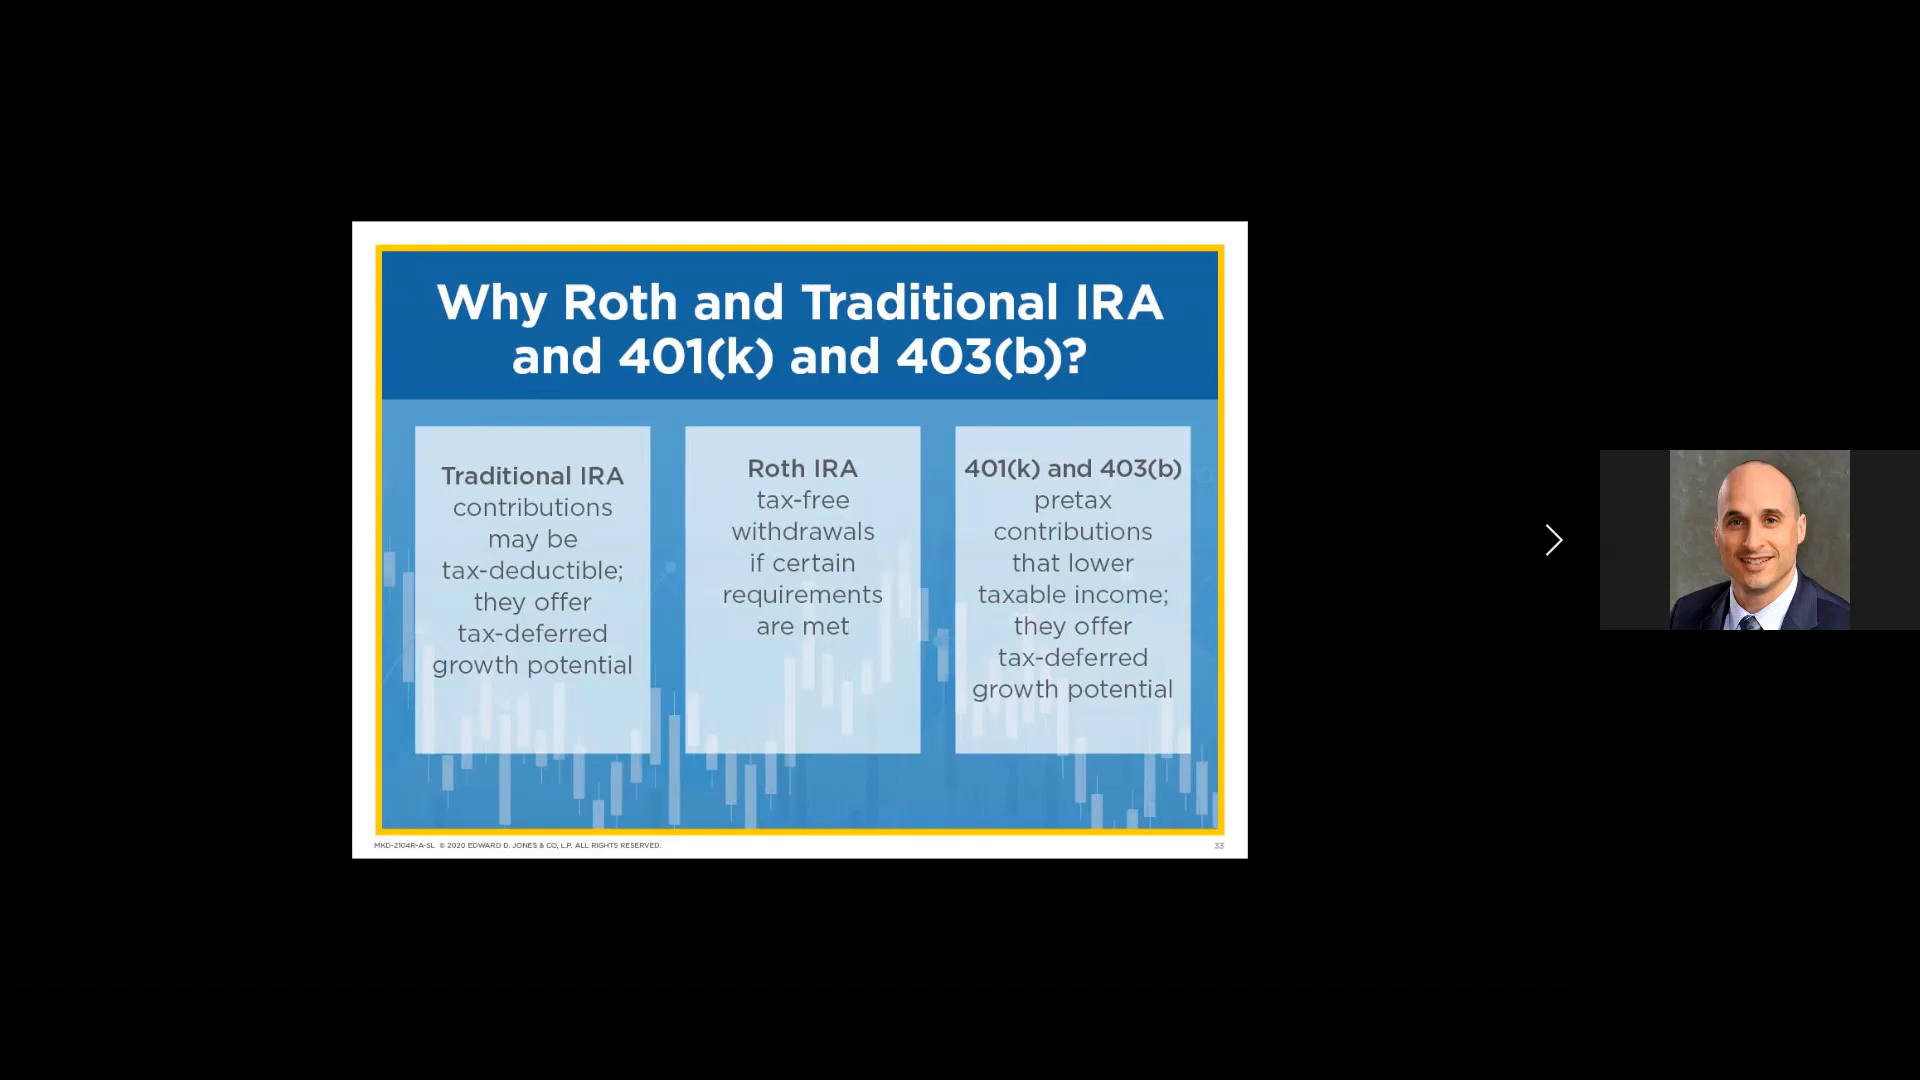 Why Roth and Traditional IRA
and 401(k) and 403(b)?
Traditional IRA
contributions
may be
tax-deductible;
they offer
tax-deferred
growth potential
Roth IRA
tax-free
withdrawals
if certain
requirements
are met
401(k) and 403(b)
pretax
contributions
that lower
taxable income;
they offer
tax-deferred
growth potential
MKD-2104R-A-SL © 2020 EDWARD D. JONES & CO, L.P. ALL RIGHTS RESERVED.
33